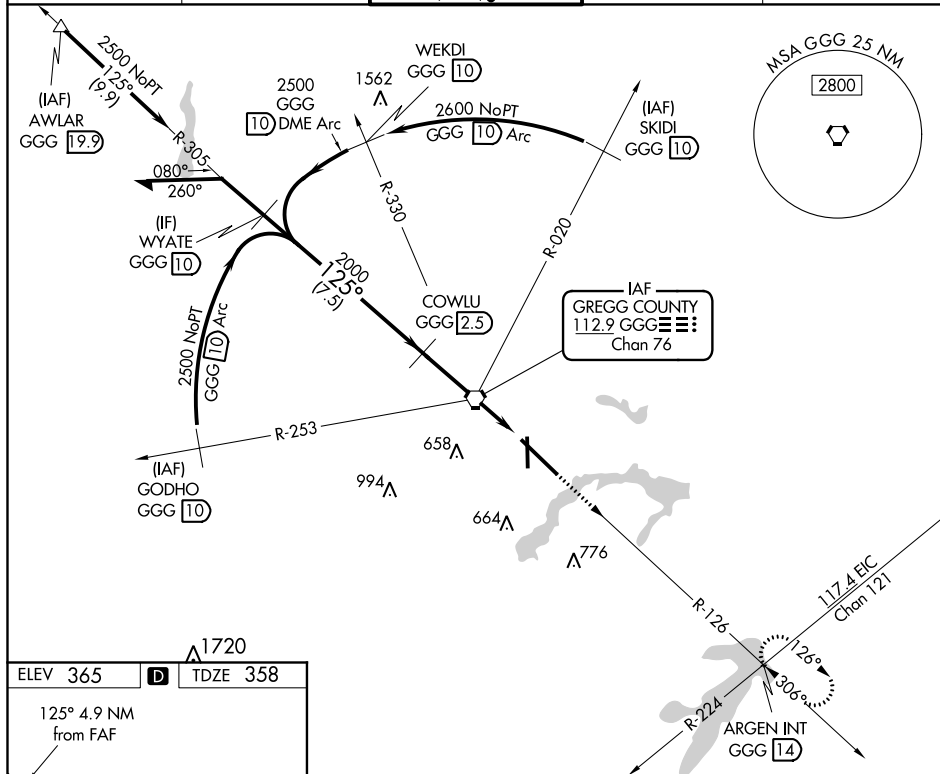 2500 NoPT
125°
(9.9)
(IAF)
AWLAR
GGG 19.9
R-305
080°
260°
(IF)
WYATE
GGG 10
2500
GGG
10 DME Arc
1562
WEKDI
GGG 10
2600 NoPT
GGG 10 Arc
(IAF)
SKIDI
GGG 10
MSA GGG 25 NM
2800
R-330
R-020
2000
125°
(7.5)
COWLU
GGG 2.5
IAF
GREGG COUNTY
112.9 GGG
Chan 76
2500 NoPT
GGG 10 Arc
R-253
(IAF)
GODHO
GGG 10
658
994
664
776
117.4 EIC
Chan 121
R-126
126°
306°
R-224
ARGEN INT
GGG 14
1720
ELEV 365 D TDZE 358
125° 4.9 NM
from FAF